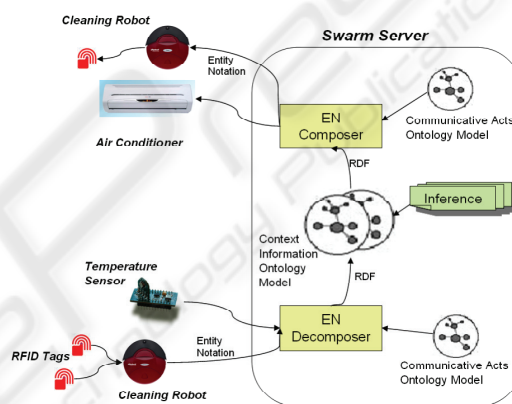 Cleaning Robot
Swarm Server
Entity
Notation
EN
Composer
Communicative Acts
Ontology Model
Air Conditioner
RDF
Inference
Context
Information
Ontology
Model
RDF
Temperature
Sensor
EN
Decomposer
RFID Tags
Entity
Notation
Communicative Acts
Ontology Model
Cleaning Robot